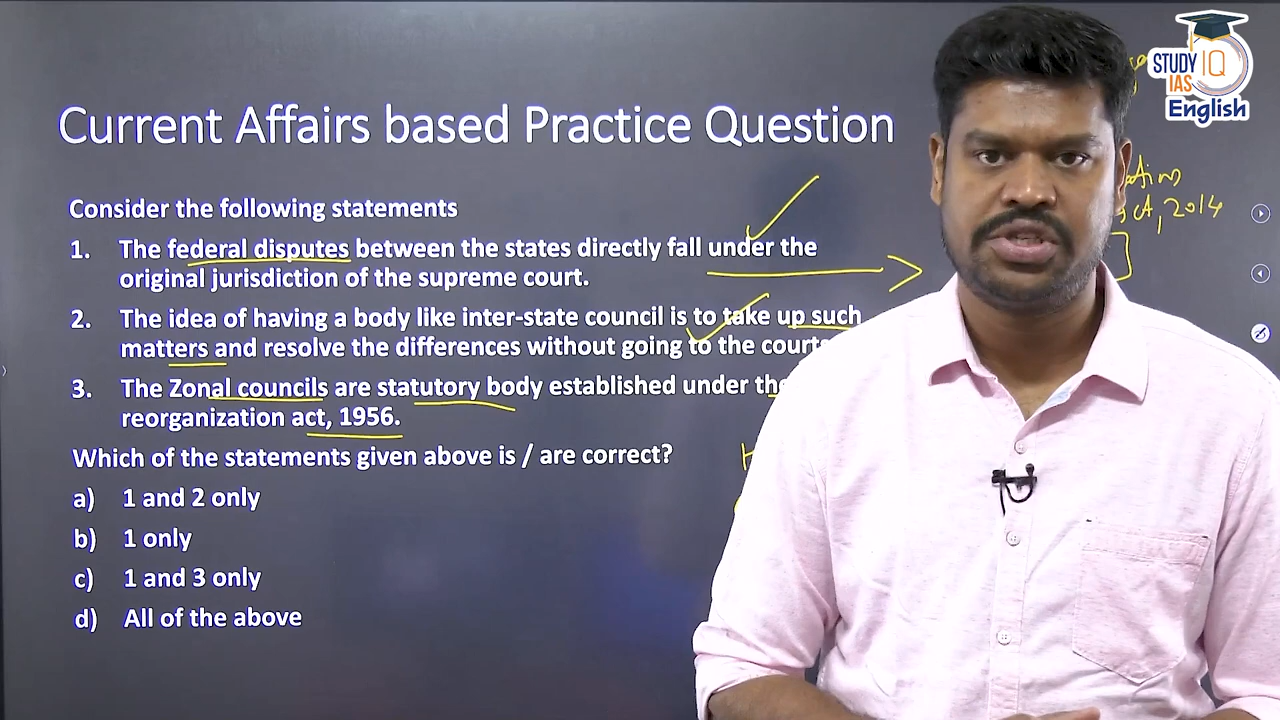 STUDY IQ
IAS
English
Current Affairs based Practice Question
Consider the following statements
1. The federal disputes between the states directly fall under the
original jurisdiction of the supreme court.
2. The idea of having a body like inter-state council is to take up such
matters and resolve the differences without going to the courts
3. The Zonal councils are statutory body established under the
reorganization act, 1956.
Which of the statements given above is / are correct?
a) 1 and 2 only
b) 1 only
c) 1 and 3 only
d) All of the above
Act, 2014